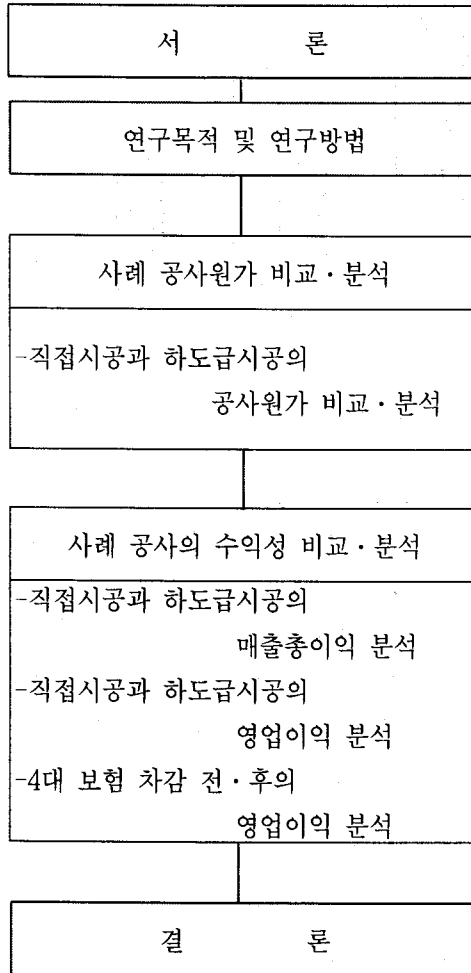 서 론
연구목적 및 연구방법
사례 공사원가 비교·분석
-직접시공과 하도급시공의
공사원가 비교·분석
사례 공사의 수익성 비교·분석
-직접시공과 하도급시공의
매출총이익 분석
-직접시공과 하도급시공의
영업이익 분석
-4대 보험 차감 전·후의
영업이익 분석
결 론